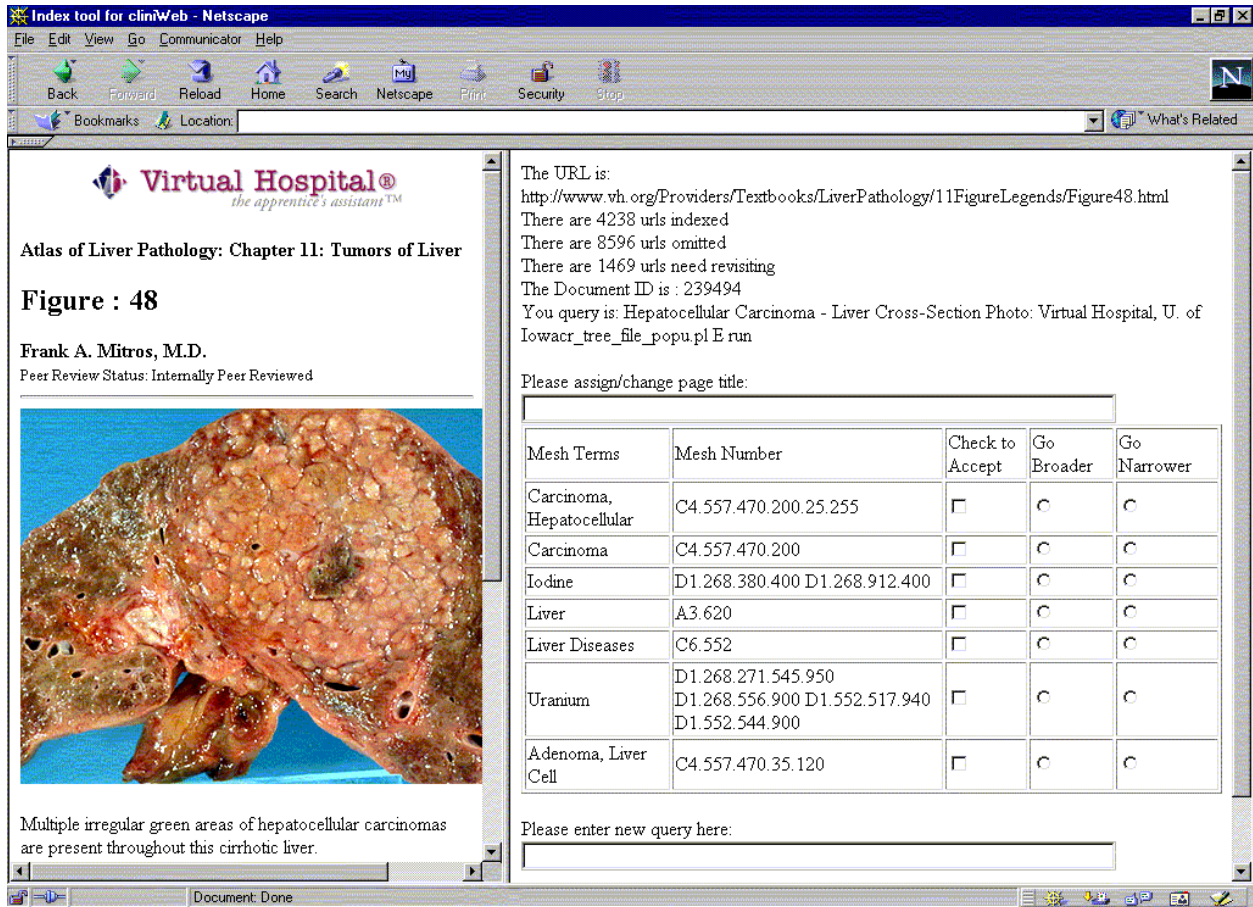 Index tool for cliniWeb - Netscape
File Edit View Go Communicator Help
Back Forward Reload Home Search Netscape Print Security Stop
My
N
Bookmarks Location: What's Related
Virtual Hospital®
the apprentice's assistant™
Atlas of Liver Pathology: Chapter 11: Tumors of Liver
Figure : 48
Frank A. Mitros, M.D.
Peer Review Status: Internally Peer Reviewed
Multiple irregular green areas of hepatocellular carcinomas
are present throughout this cirrhotic liver.
The URL is:
http://www.vh.org/Providers/Textbooks/LiverPathology/11FigureLegends/Figure48.html
There are 4238 urls indexed
There are 8596 urls omitted
There are 1469 urls need revisiting
The Document ID is : 239494
You query is: Hepatocellular Carcinoma - Liver Cross-Section Photo: Virtual Hospital, U. of
Iowacr_tree_file_popu.pl E run
Please assign/change page title:
Mesh Terms Mesh Number Check to Accept Go Broader Go Narrower
Carcinoma, Hepatocellular C4.557.470.200.25.255
Carcinoma C4.557.470.200
Iodine D1.268.380.400 D1.268.912.400
Liver A3.620
Liver Diseases C6.552
Uranium D1.268.271.545.950
D1.268.556.900 D1.552.517.940
D1.552.544.900
Adenoma, Liver Cell C4.557.470.35.120
Please enter new query here:
Document: Done